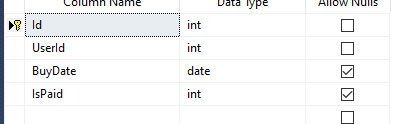 Column Name Data Type Allow Nulls
Id int
UserId int
BuyDate date
IsPaid int